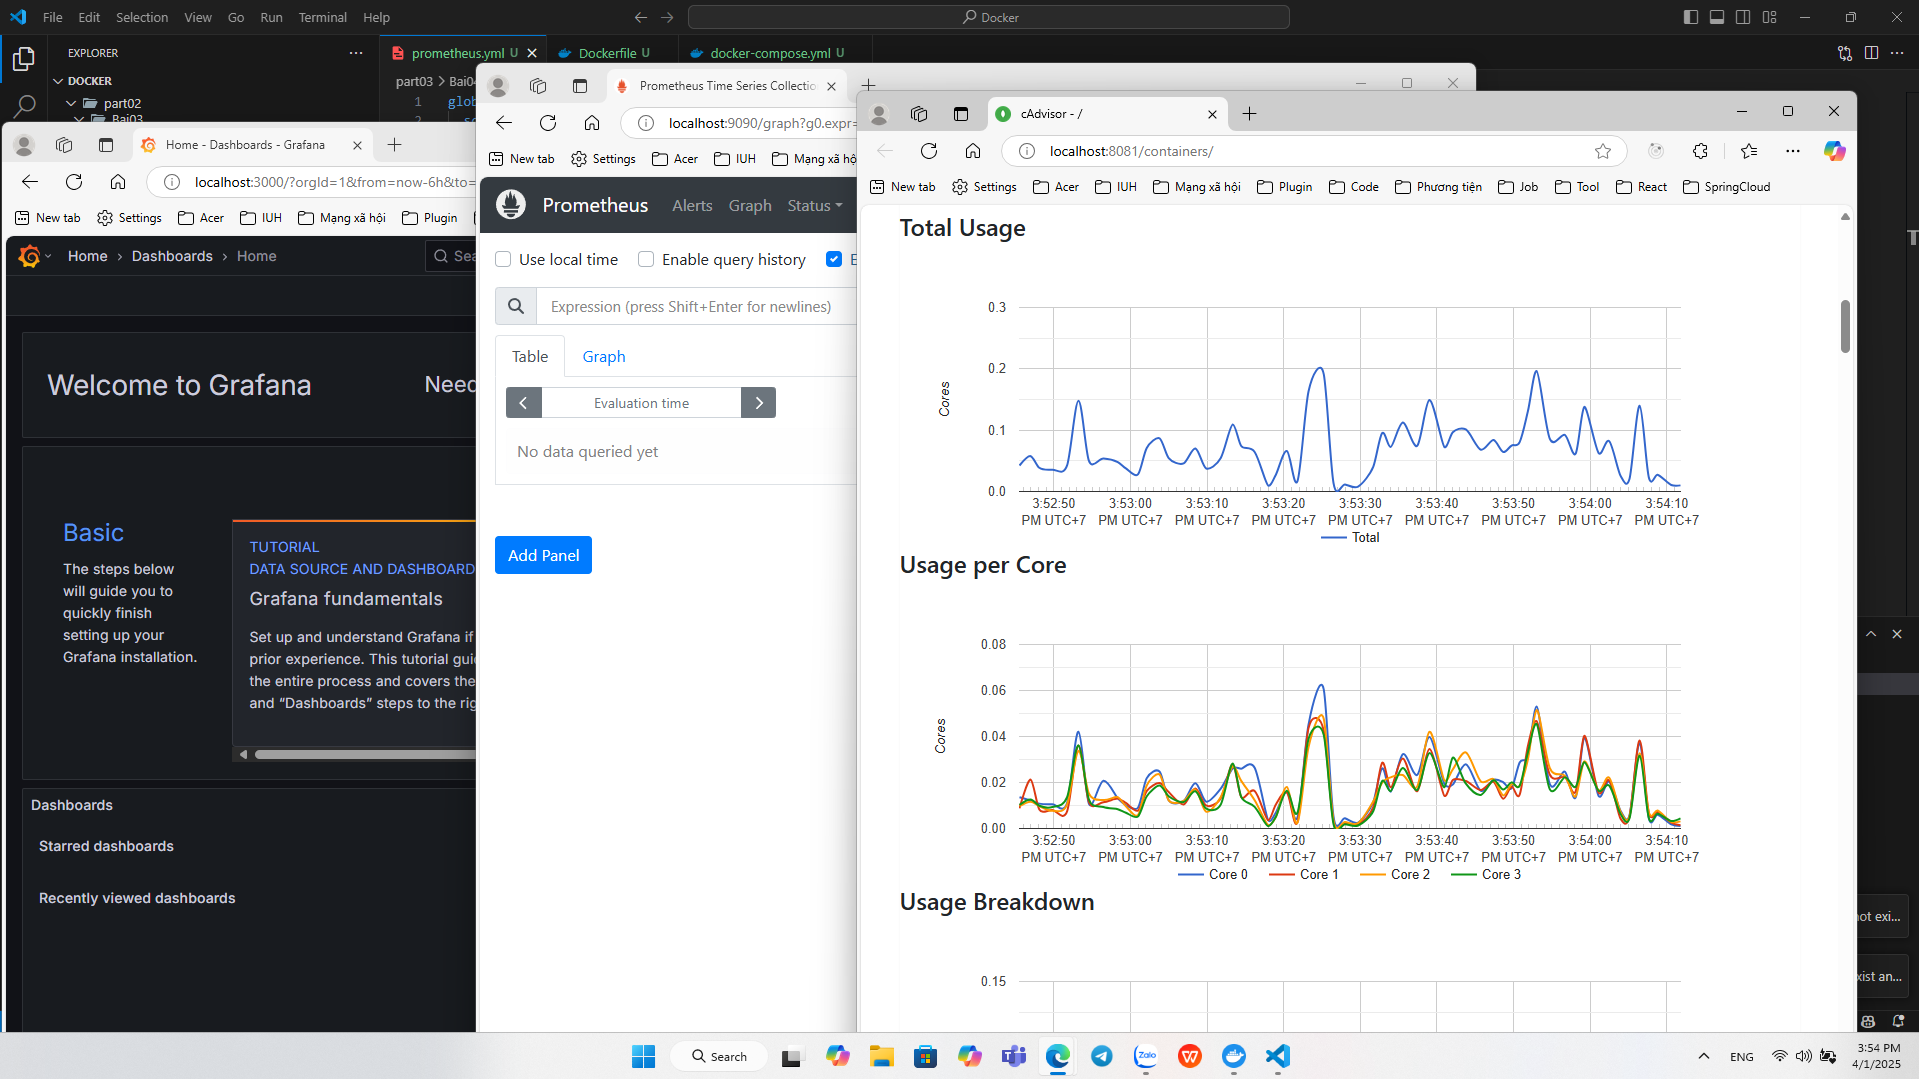 File Edit Selection View Go Run Terminal Help
Docker
EXPLORER
DOCKER
part02
Bai03
prometheus.yml U
Dockerfile U
docker-compose.yml U
part03
1
2
Home - Dashboards - Grafana
localhost:3000/?orgId=1&from=now-6h&to=
New tab Settings Acer IUH Mạng xã hội Plugin
Home › Dashboards › Home
Welcome to Grafana
Basic
The steps below
will guide you to
quickly finish
setting up your
Grafana installation.
TUTORIAL
DATA SOURCE AND DASHBOARD
Grafana fundamentals
Set up and understand Grafana if
prior experience. This tutorial
the entire process and covers the
and “Dashboards” steps to the
Dashboards
Starred dashboards
Recently viewed dashboards
Prometheus Time Series Collectio
localhost:9090/graph?g0.expr=
New tab Settings Acer IUH Mạng xã
Prometheus Alerts Graph Status
Use local time Enable query history
Expression (press Shift+Enter for newlines)
Table Graph
Evaluation time
No data queried yet
Add Panel
cAdvisor - /
localhost:8081/containers/
New tab Settings Acer IUH Mạng xã hội Plugin Code Phương tiện Job Tool React SpringCloud
Total Usage
0.3
0.2
0.1
0.0
Cores
3:52:50 3:53:00 3:53:10 3:53:20 3:53:30 3:53:40 3:53:50 3:54:00 3:54:10
PM UTC+7 PM UTC+7 PM UTC+7 PM UTC+7 PM UTC+7 PM UTC+7 PM UTC+7 PM UTC+7 PM UTC+7
Total
Usage per Core
0.08
0.06
0.04
0.02
0.00
Cores
3:52:50 3:53:00 3:53:10 3:53:20 3:53:30 3:53:40 3:53:50 3:54:00 3:54:10
PM UTC+7 PM UTC+7 PM UTC+7 PM UTC+7 PM UTC+7 PM UTC+7 PM UTC+7 PM UTC+7 PM UTC+7
Core 0 Core 1 Core 2 Core 3
Usage Breakdown
0.15
Search
Zalo
ENG
3:54 PM
4/1/2025